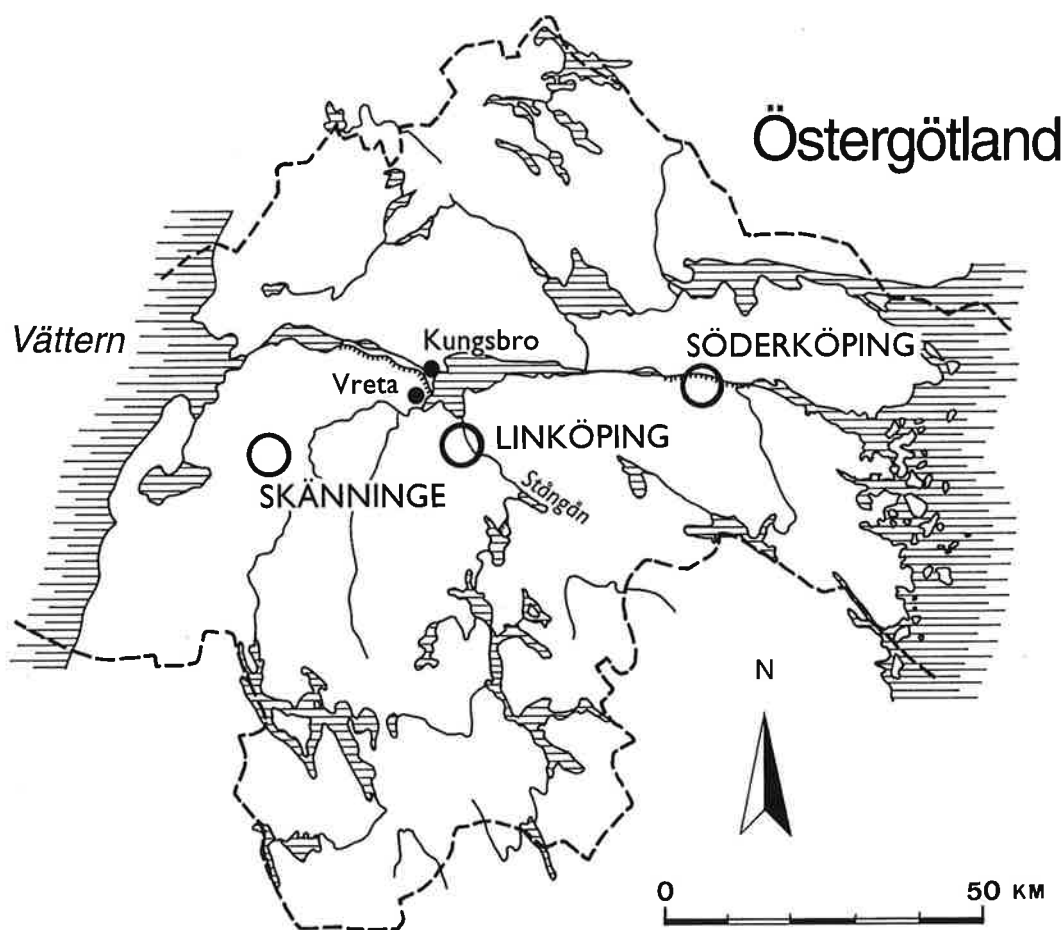 Östergötland
Vättern
Kungsbro
SÖDERKÖPING
Vreta
LINKÖPING
SKÄNNINGE
Stångån
N
0 50 KM